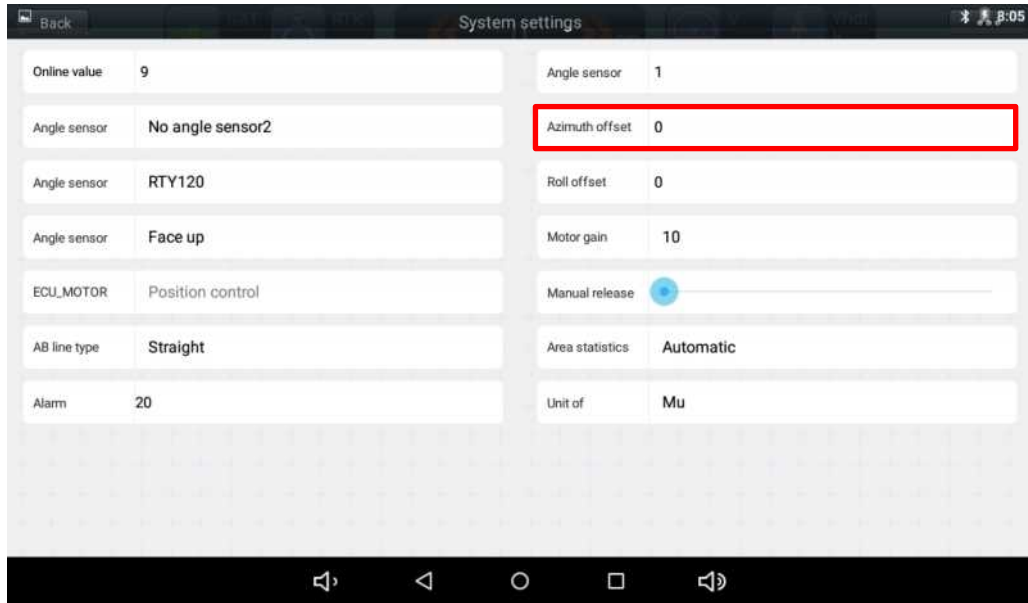 Back
System settings
8:05
Online value 9
Angle sensor 1
Angle sensor No angle sensor2
Azimuth offset 0
Angle sensor RTY120
Roll offset 0
Angle sensor Face up
Motor gain 10
ECU_MOTOR Position control
Manual release
AB line type Straight
Area statistics Automatic
Alarm 20
Unit of Mu